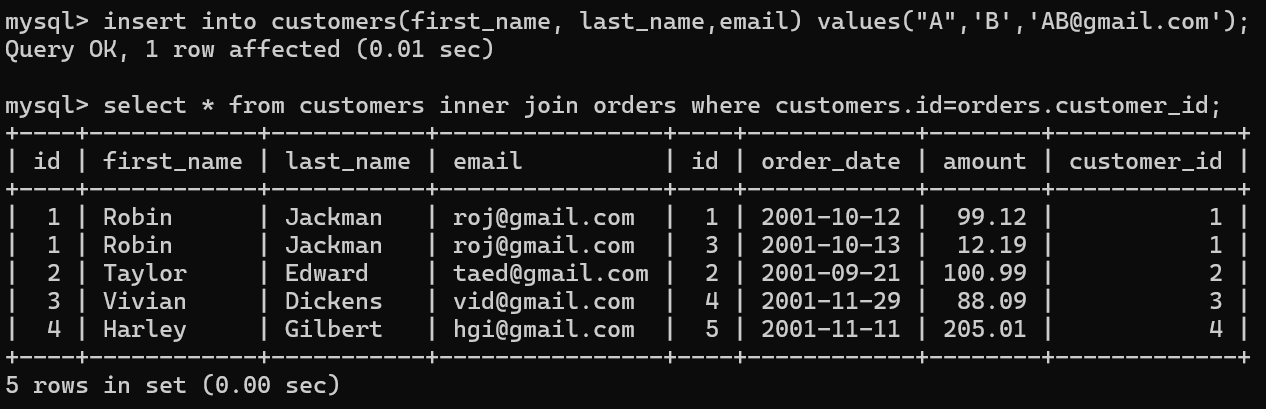 mysql> insert into customers(first_name, last_name,email) values("A",'B','AB@gmail.com');
Query OK, 1 row affected (0.01 sec)
mysql> select * from customers inner join orders where customers.id=orders.customer_id;
+----+------------+-----------+----------------+----+------------+--------+-------------+
| id | first_name | last_name | email          | id | order_date | amount | customer_id |
+----+------------+-----------+----------------+----+------------+--------+-------------+
|  1 | Robin      | Jackman   | roj@gmail.com  |  1 | 2001-10-12 |  99.12 |           1 |
|  1 | Robin      | Jackman   | roj@gmail.com  |  3 | 2001-10-13 |  12.19 |           1 |
|  2 | Taylor     | Edward    | taed@gmail.com |  2 | 2001-09-21 | 100.99 |           2 |
|  3 | Vivian     | Dickens   | vid@gmail.com  |  4 | 2001-11-29 |  88.09 |           3 |
|  4 | Harley     | Gilbert   | hgi@gmail.com  |  5 | 2001-11-11 | 205.01 |           4 |
+----+------------+-----------+----------------+----+------------+--------+-------------+
5 rows in set (0.00 sec)